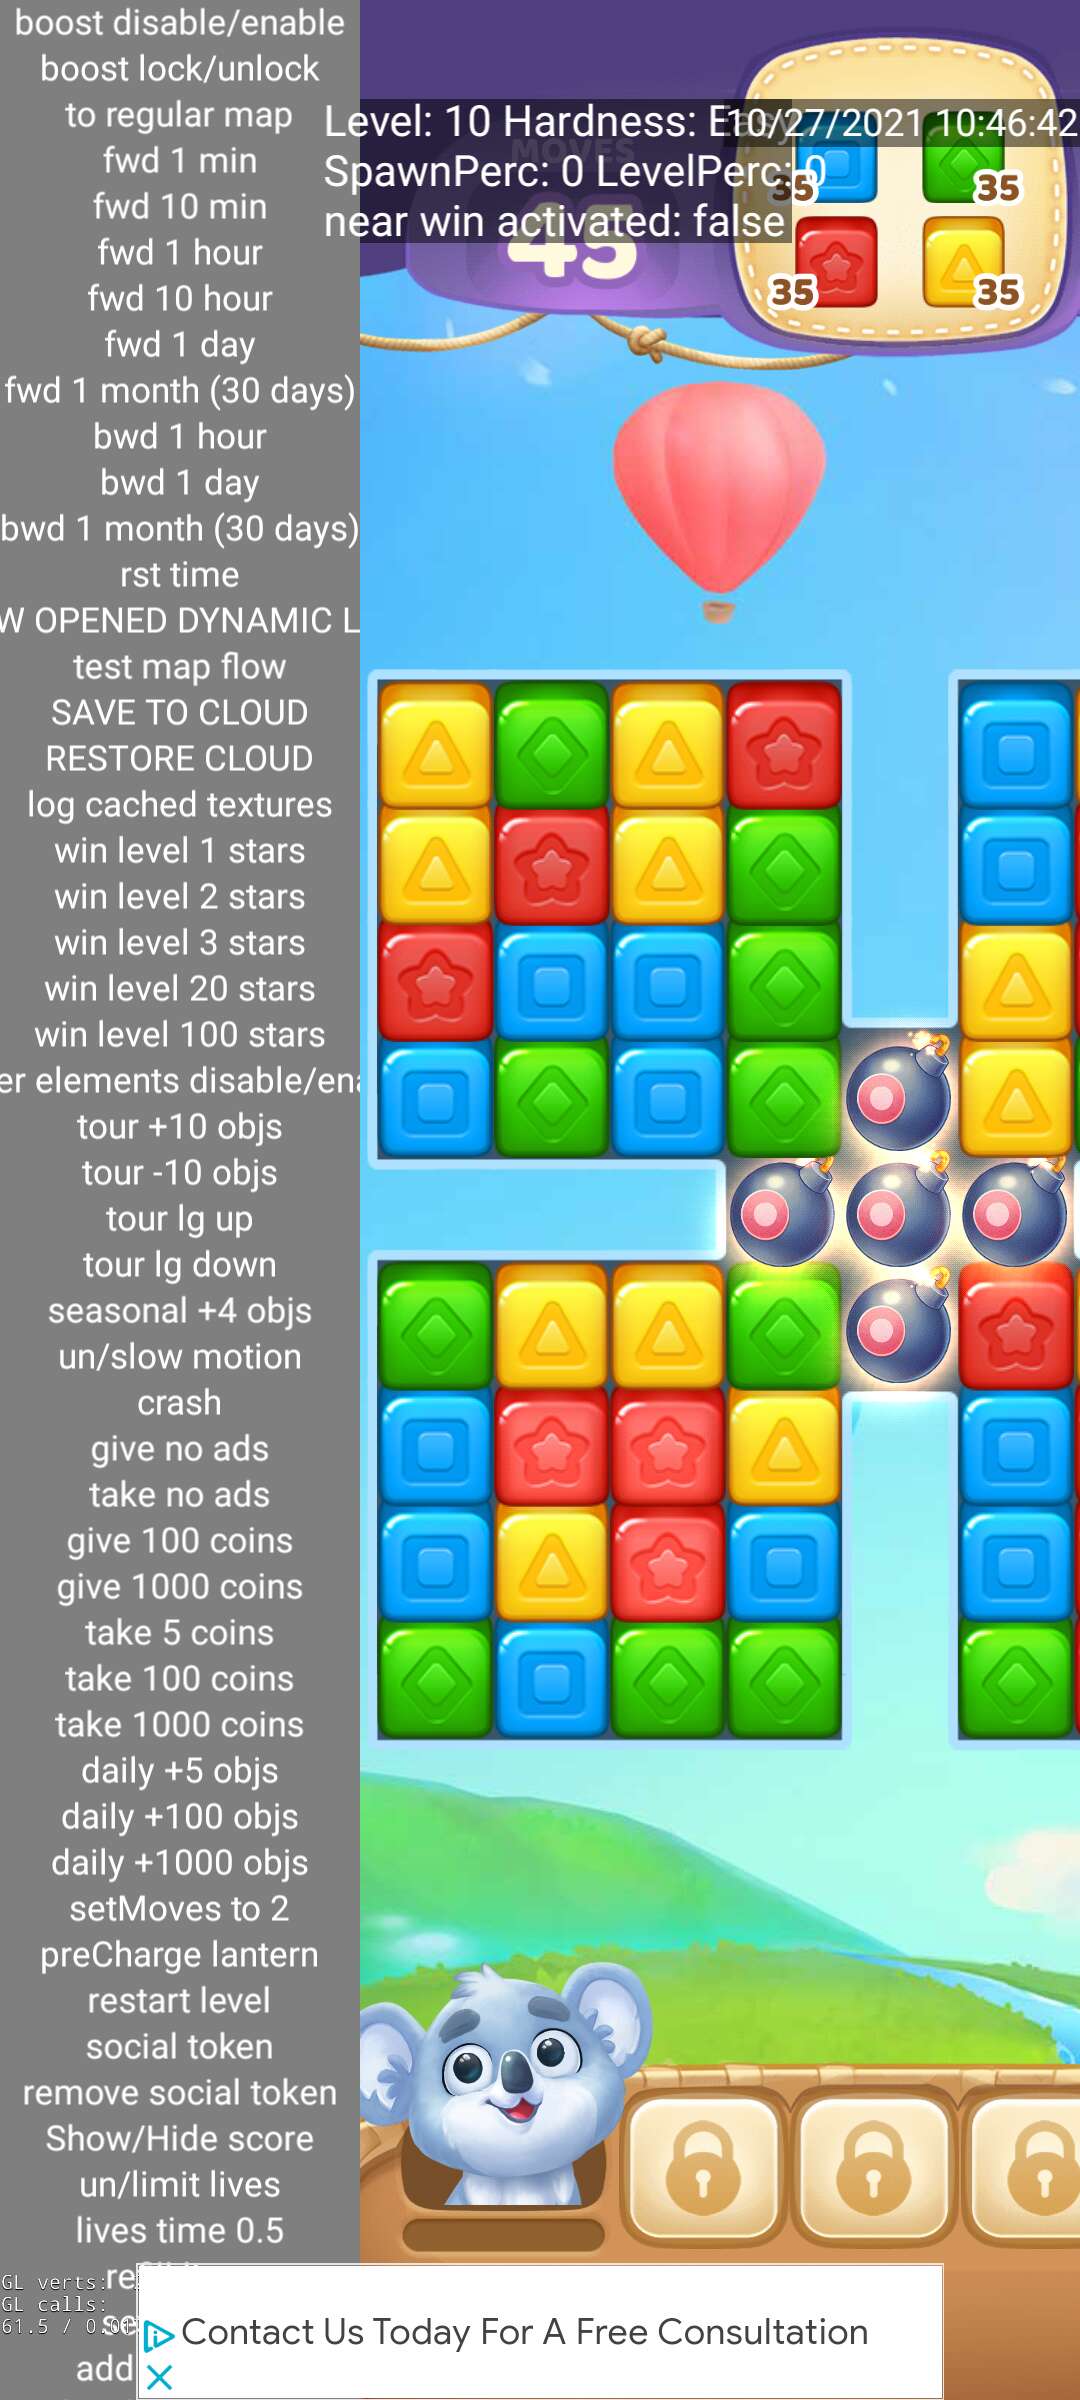 boost disable/enable
boost lock/unlock
to regular map
fwd 1 min
fwd 10 min
fwd 1 hour
fwd 10 hour
fwd 1 day
fwd 1 month (30 days)
bwd 1 hour
bwd 1 day
bwd 1 month (30 days)
rst time
W OPENED DYNAMIC L
test map flow
SAVE TO CLOUD
RESTORE CLOUD
log cached textures
win level 1 stars
win level 2 stars
win level 3 stars
win level 20 stars
win level 100 stars
er elements disable/ena
tour +10 objs
tour -10 objs
tour lg up
tour lg down
seasonal +4 objs
un/slow motion
crash
give no ads
take no ads
give 100 coins
give 1000 coins
take 5 coins
take 100 coins
take 1000 coins
daily +5 objs
daily +100 objs
daily +1000 objs
setMoves to 2
preCharge lantern
restart level
social token
remove social token
Show/Hide score
un/limit lives
lives time 0.5
add
GL verts:
GL calls:
61.5 /
Level: 10 Hardness: Easy
10/27/2021 10:46:42
SpawnPerc: 0 LevelPerc: 0
near win activated: false
MOVES
45
35
35
35
35
Contact Us Today For A Free Consultation